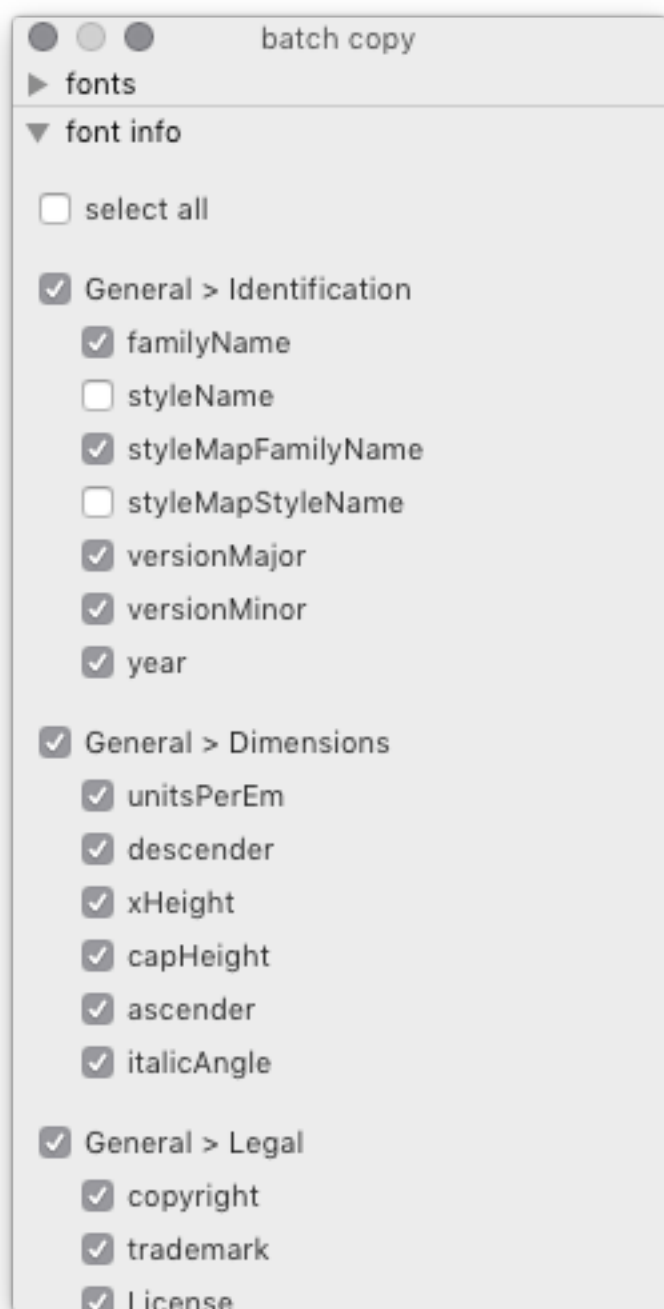 batch copy
fonts
font info
select all
General > Identification
familyName
styleName
styleMapFamilyName
styleMapStyleName
versionMajor
versionMinor
year
General > Dimensions
unitsPerEm
descender
xHeight
capHeight
ascender
italicAngle
General > Legal
copyright
trademark
License